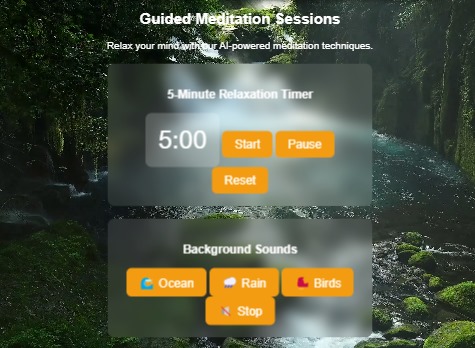 Guided Meditation Sessions
Relax your mind with our AI-powered meditation techniques.
5-Minute Relaxation Timer
5:00 Start Pause
Reset
Background Sounds
Ocean Rain Birds
Stop